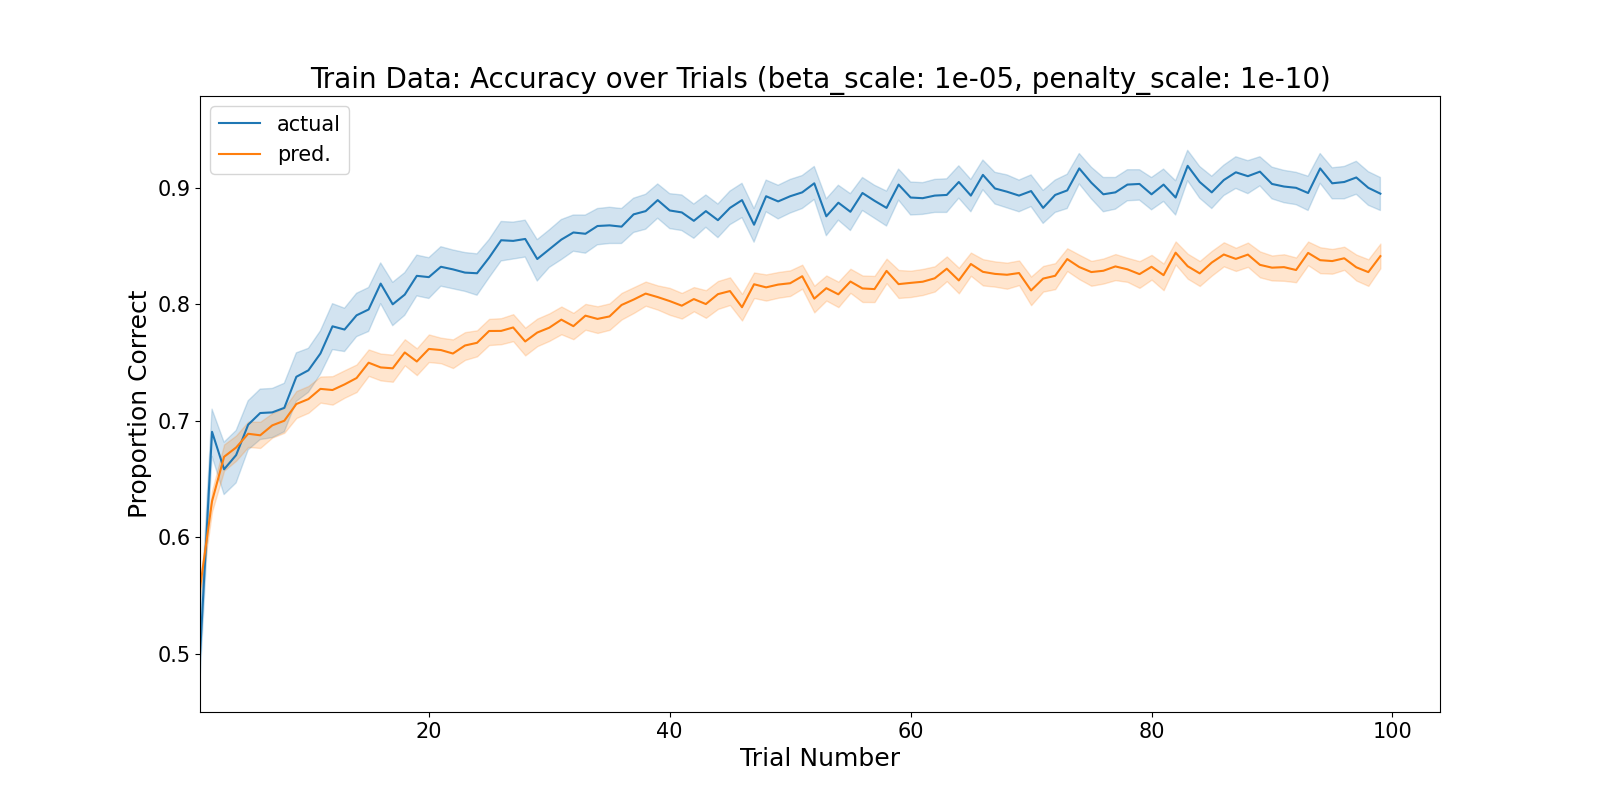 Train Data: Accuracy over Trials (beta_scale: 1e-05, penalty_scale: 1e-10)
actual
pred.
0.9
0.8
0.7
0.6
0.5
Proportion Correct
20 40 60 80 100
Trial Number